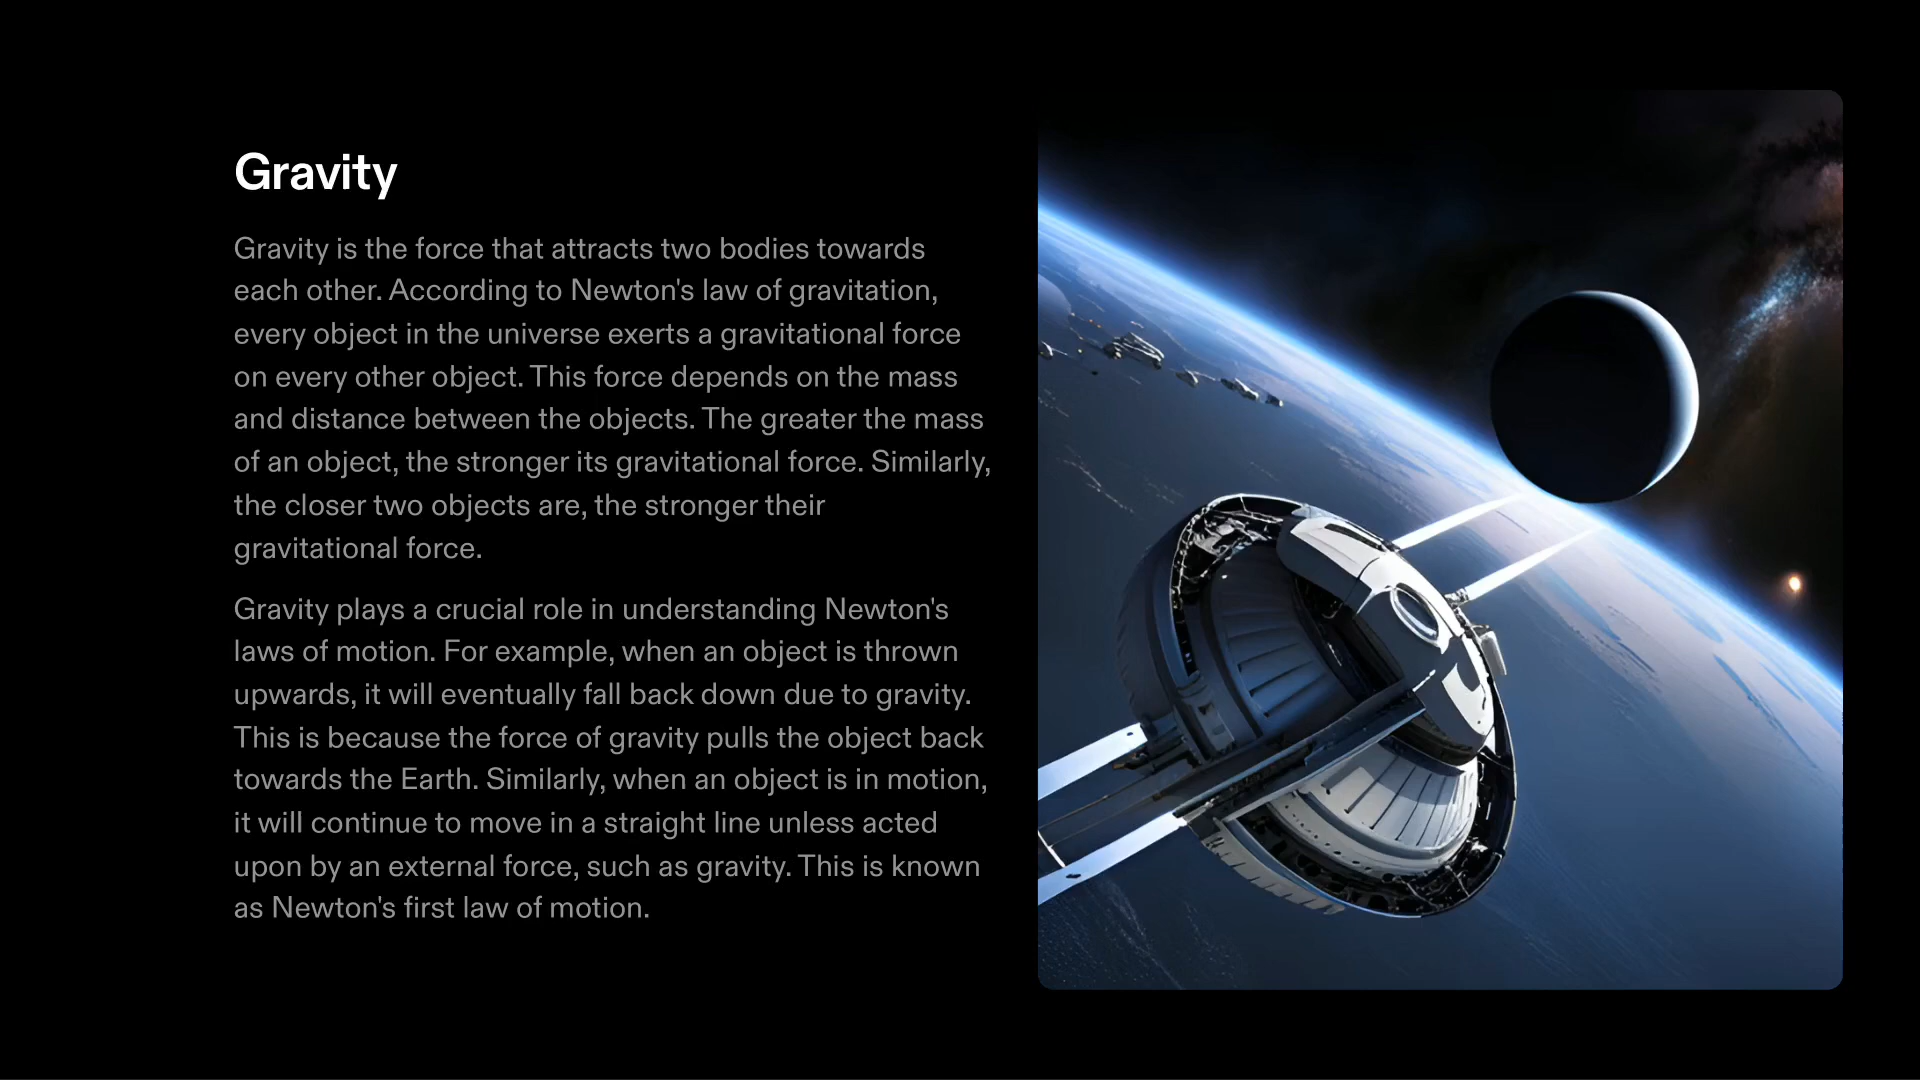 Gravity
Gravity is the force that attracts two bodies towards
each other. According to Newton's law of gravitation,
every object in the universe exerts a gravitational force
on every other object. This force depends on the mass
and distance between the objects. The greater the mass
of an object, the stronger its gravitational force. Similarly,
the closer two objects are, the stronger their
gravitational force.
Gravity plays a crucial role in understanding Newton's
laws of motion. For example, when an object is thrown
upwards, it will eventually fall back down due to gravity.
This is because the force of gravity pulls the object back
towards the Earth. Similarly, when an object is in motion,
it will continue to move in a straight line unless acted
upon by an external force, such as gravity. This is known
as Newton's first law of motion.